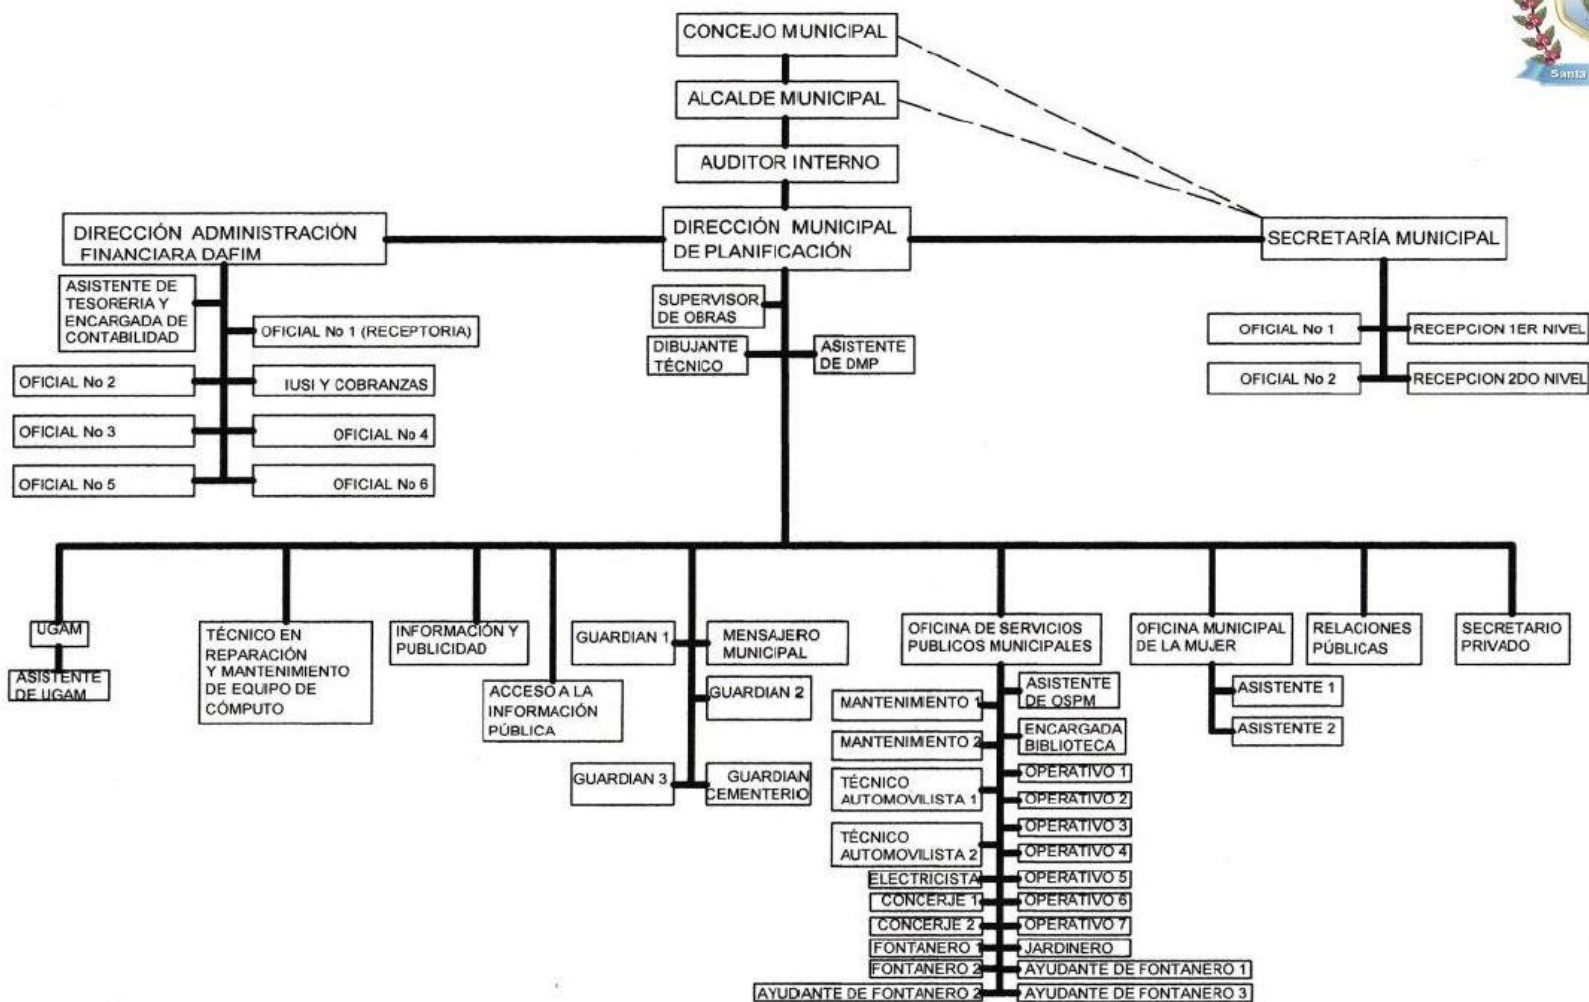 Santa
CONCEJO MUNICIPAL
ALCALDE MUNICIPAL
AUDITOR INTERNO
DIRECCIÓN ADMINISTRACIÓN
FINANCIARA DAFIM
DIRECCIÓN MUNICIPAL
DE PLANIFICACIÓN
SECRETARÍA MUNICIPAL
ASISTENTE DE
TESORERIA Y
ENCARGADA DE
CONTABILIDAD
OFICIAL No 1 (RECEPTORIA)
OFICIAL No 2
IUSI Y COBRANZAS
OFICIAL No 3
OFICIAL No 4
OFICIAL No 5
OFICIAL No 6
SUPERVISOR
DE OBRAS
DIBUJANTE
TÉCNICO
ASISTENTE
DE DMP
OFICIAL No 1
RECEPCION 1ER NIVEL
OFICIAL No 2
RECEPCION 2DO NIVEL
UGAM
ASISTENTE
DE UGAM
TÉCNICO EN
REPARACIÓN
Y MANTENIMIENTO
DE EQUIPO DE
CÓMPUTO
INFORMACIÓN Y
PUBLICIDAD
ACCESO A LA
INFORMACIÓN
PÚBLICA
GUARDIAN 1
MENSAJERO
MUNICIPAL
GUARDIAN 2
GUARDIAN 3
GUARDIAN
CEMENTERIO
OFICINA DE SERVICIOS
PUBLICOS MUNICIPALES
MANTENIMIENTO 1
ASISTENTE
DE OSPM
MANTENIMIENTO 2
ENCARGADA
BIBLIOTECA
TÉCNICO
AUTOMOVILISTA 1
OPERATIVO 1
OPERATIVO 2
TÉCNICO
AUTOMOVILISTA 2
OPERATIVO 3
OPERATIVO 4
ELECTRICISTA
OPERATIVO 5
CONCERJE 1
OPERATIVO 6
CONCERJE 2
OPERATIVO 7
FONTANERO 1
JARDINERO
FONTANERO 2
AYUDANTE DE FONTANERO 1
AYUDANTE DE FONTANERO 2
AYUDANTE DE FONTANERO 3
OFICINA MUNICIPAL
DE LA MUJER
ASISTENTE 1
ASISTENTE 2
RELACIONES
PÚBLICAS
SECRETARIO
PRIVADO